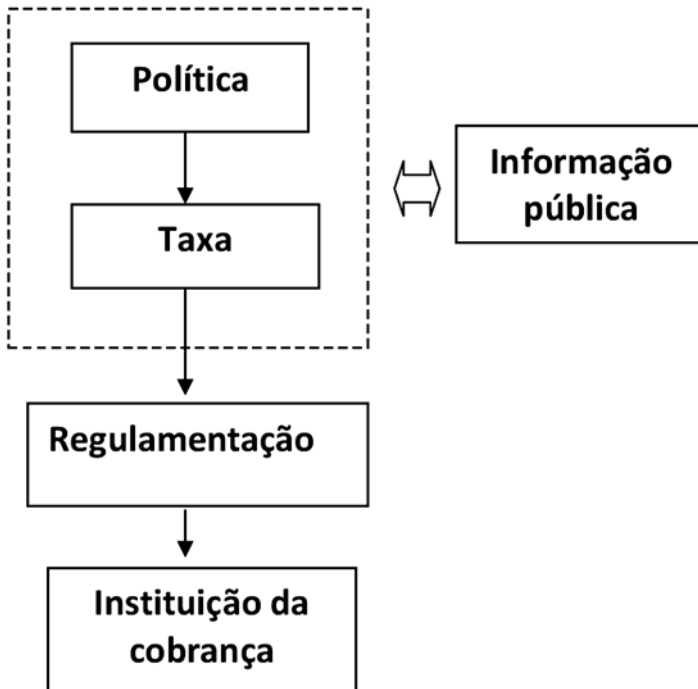 Política
Taxa
Informação
pública
Regulamentação
Instituição da
cobrança